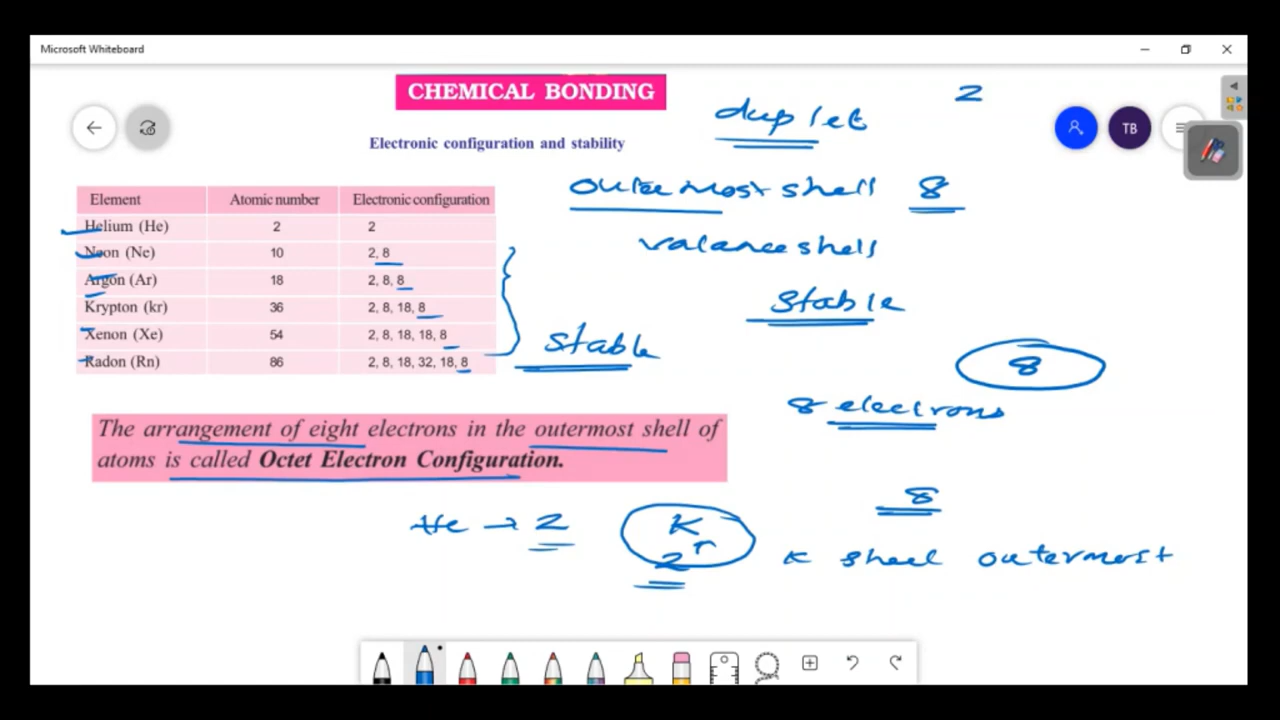 Microsoft Whiteboard
CHEMICAL BONDING
duplet
2
TB
Electronic configuration and stability
outermost shell 8
valance shell
stable
Element Atomic number Electronic configuration
Helium (He) 2 2
Neon (Ne) 10 2, 8
Argon (Ar) 18 2, 8, 8
Krypton (kr) 36 2, 8, 18, 8
Xenon (Xe) 54 2, 8, 18, 18, 8
Radon (Rn) 86 2, 8, 18, 32, 18, 8
stable
8
8 electrons
The arrangement of eight electrons in the outermost shell of
atoms is called Octet Electron Configuration.
8
He → 2
K
2
K sheel outermost